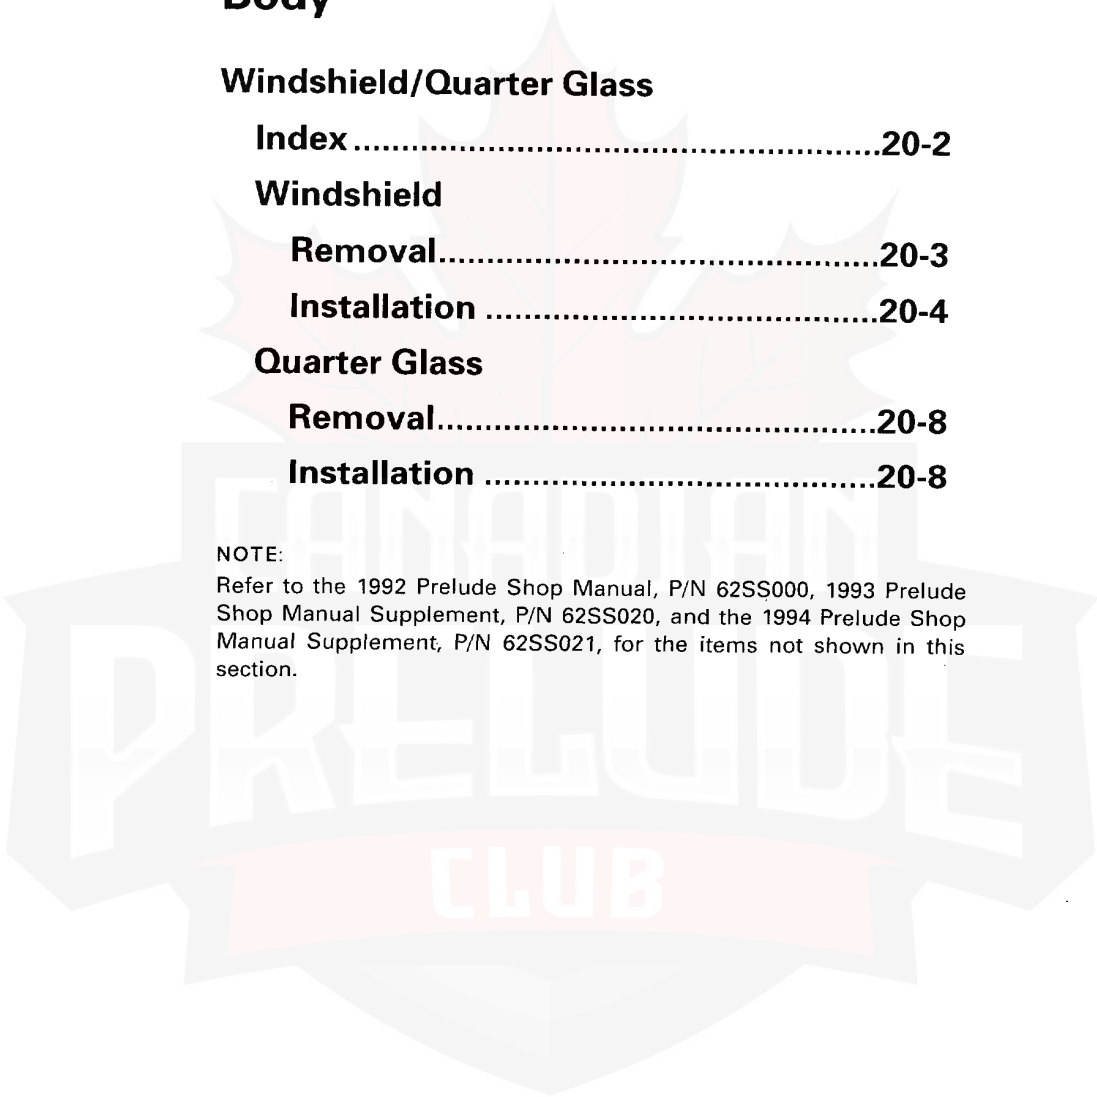 Body
Windshield/Quarter Glass
Index......................................................20-2
Windshield
Removal.............................................20-3
Installation ........................................20-4
Quarter Glass
Removal.............................................20-8
Installation ........................................20-8
NOTE:
Refer to the 1992 Prelude Shop Manual, P/N 62SS000, 1993 Prelude
Shop Manual Supplement, P/N 62SS020, and the 1994 Prelude Shop
Manual Supplement, P/N 62SS021, for the items not shown in this
section.
CANADIAN
PRELUDE
CLUB